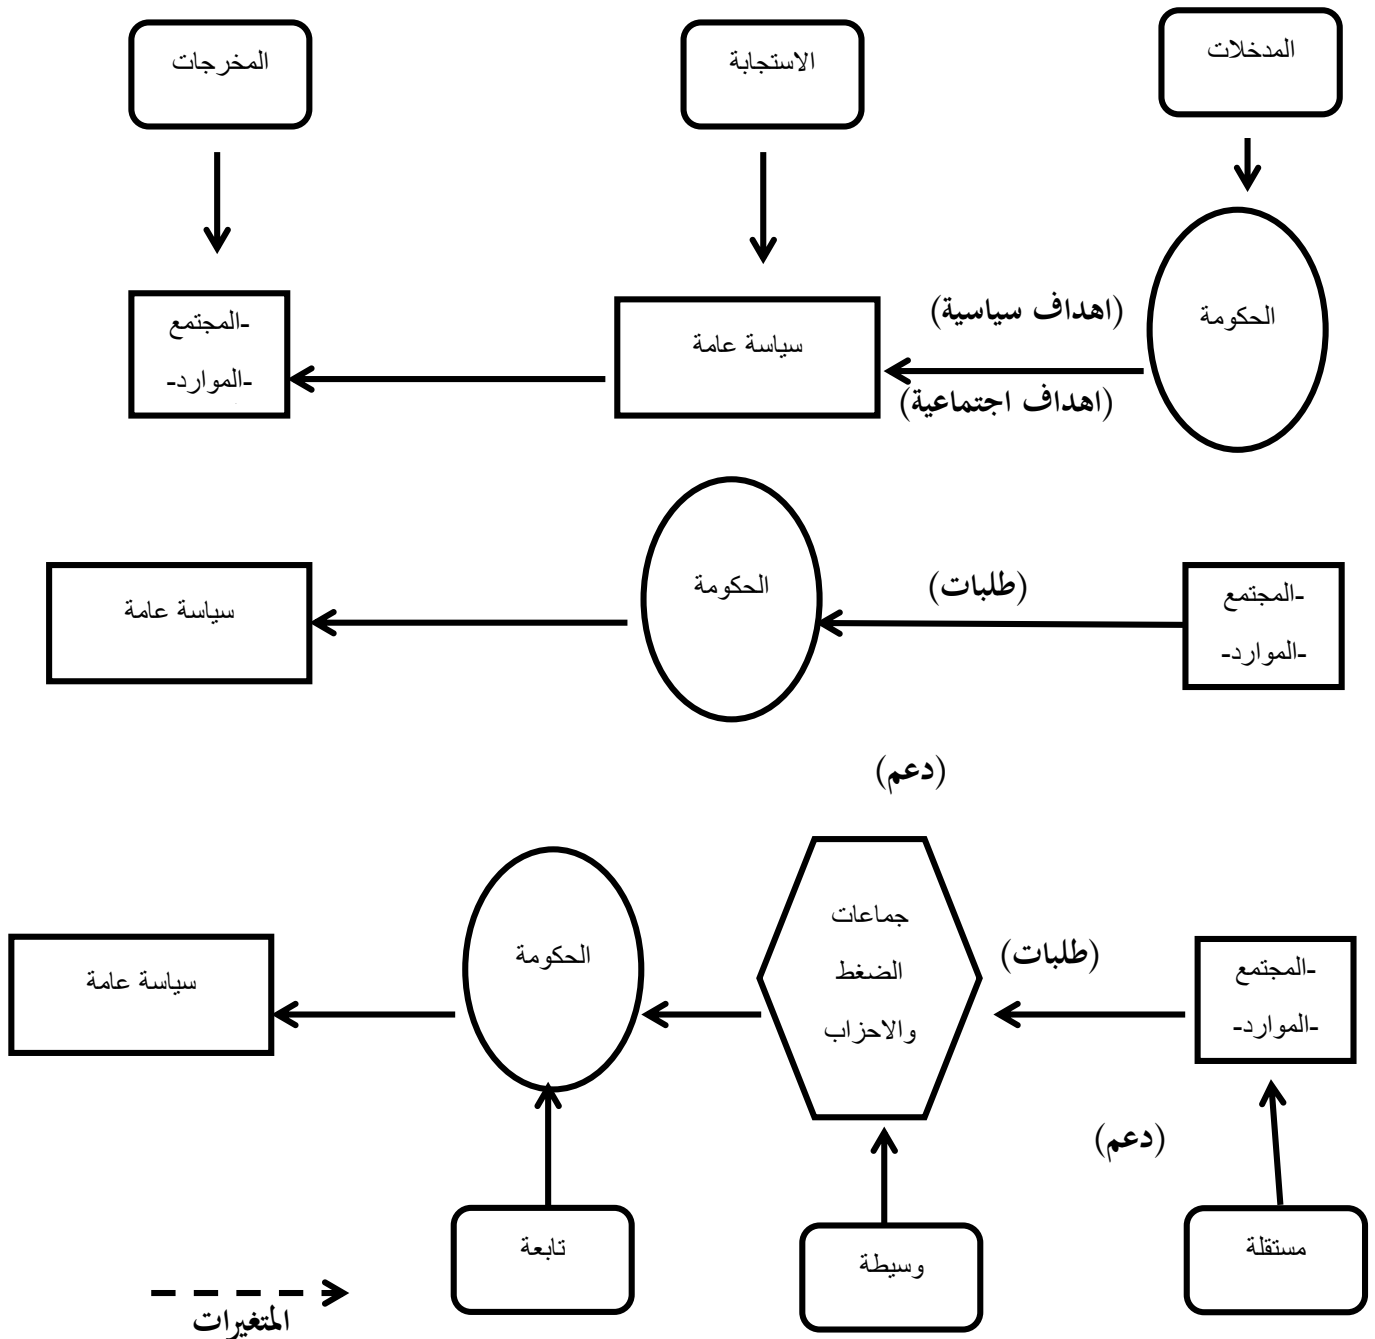 المدخلات
الاستجابة
المخرجات
الحكومة
(اهداف سياسية)
(اهداف اجتماعية)
سياسة عامة
-المجتمع
-الموارد-
-المجتمع
-الموارد-
(طلبات)
الحكومة
سياسة عامة
(دعم)
-المجتمع
-الموارد-
(طلبات)
(دعم)
جماعات
الضغط
والاحزاب
الحكومة
سياسة عامة
مستقلة
وسيطة
تابعة
المتغيرات